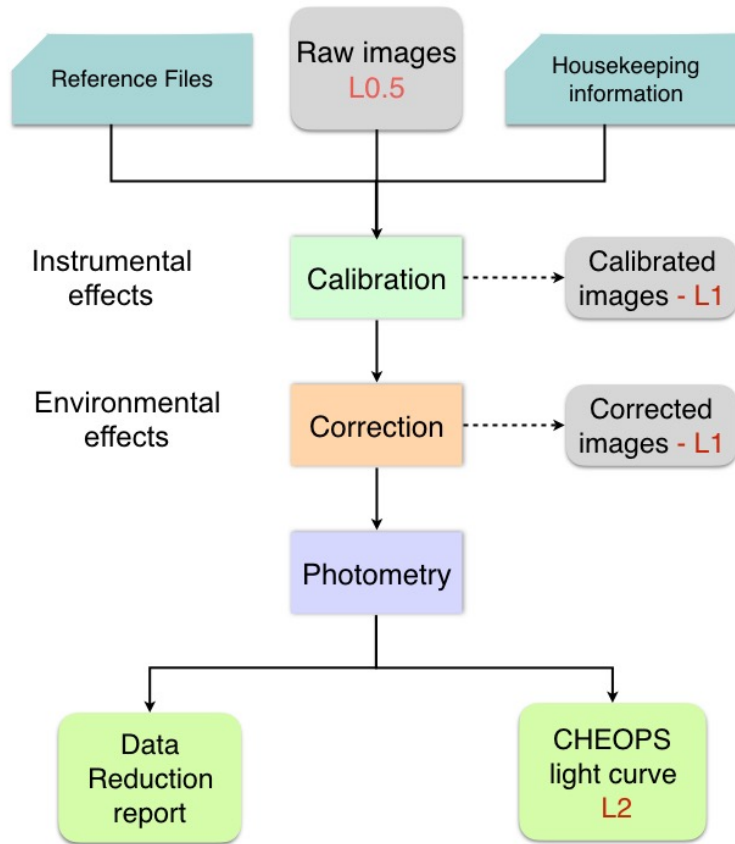 Reference Files
Raw images
L0.5
Housekeeping
information
Instrumental
effects
Calibration
Calibrated
images - L1
Environmental
effects
Correction
Corrected
images - L1
Photometry
Data
Reduction
report
CHEOPS
light curve
L2